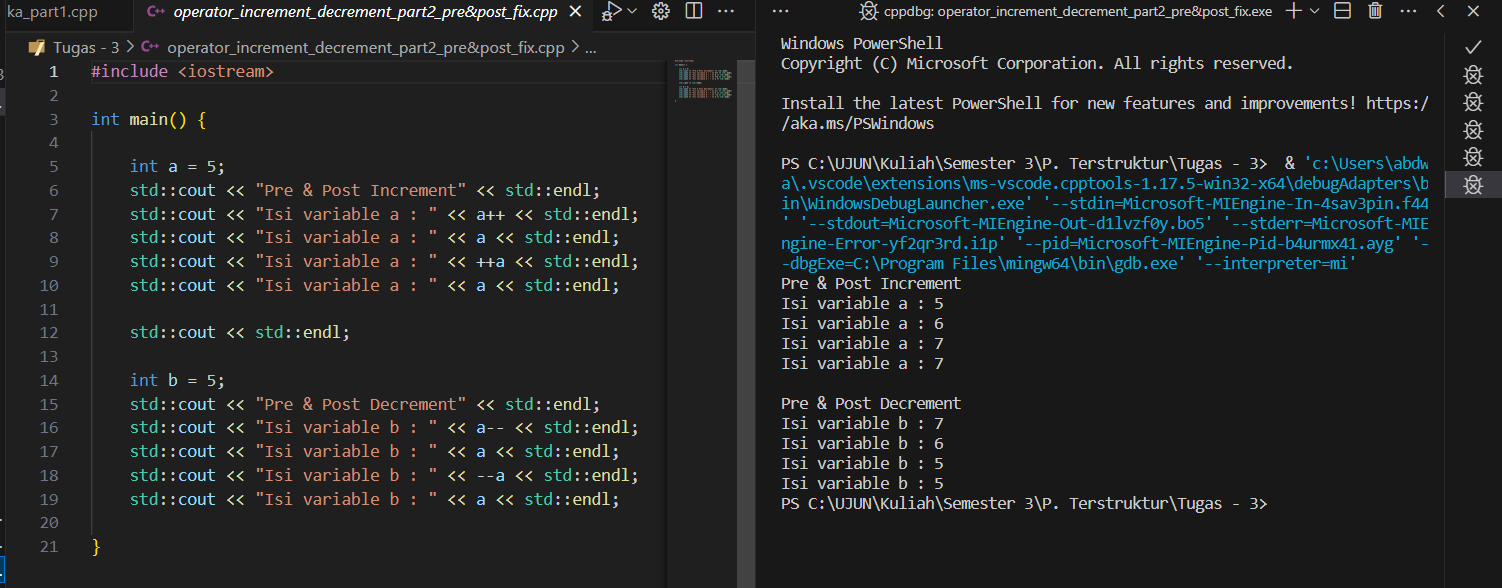 ka_part1.cpp
operator_increment_decrement_part2_pre&post_fix.cpp
Tugas - 3 > operator_increment_decrement_part2_pre&post_fix.cpp > ...
1 #include <iostream>
2
3 int main() {
4
5 int a = 5;
6 std::cout << "Pre & Post Increment" << std::endl;
7 std::cout << "Isi variable a : " << a++ << std::endl;
8 std::cout << "Isi variable a : " << a << std::endl;
9 std::cout << "Isi variable a : " << ++a << std::endl;
10 std::cout << "Isi variable a : " << a << std::endl;
11
12 std::cout << std::endl;
13
14 int b = 5;
15 std::cout << "Pre & Post Decrement" << std::endl;
16 std::cout << "Isi variable b : " << a-- << std::endl;
17 std::cout << "Isi variable b : " << a << std::endl;
18 std::cout << "Isi variable b : " << --a << std::endl;
19 std::cout << "Isi variable b : " << a << std::endl;
20
21 }
cppdbg: operator_increment_decrement_part2_pre&post_fix.exe
Windows PowerShell
Copyright (C) Microsoft Corporation. All rights reserved.
Install the latest PowerShell for new features and improvements! https:/
/aka.ms/PSWindows
PS C:\UJUN\Kuliah\Semester 3\P. Terstruktur\Tugas - 3> & 'c:\Users\abdw
a\.vscode\extensions\ms-vscode.cpptools-1.17.5-win32-x64\debugAdapters\b
in\WindowsDebugLauncher.exe' '--stdin=Microsoft-MIEngine-In-4sav3pin.f44
' '--stdout=Microsoft-MIEngine-Out-d1lvzf0y.bo5' '--stderr=Microsoft-MIE
ngine-Error-yf2qr3rd.i1p' '--pid=Microsoft-MIEngine-Pid-b4urmx41.ayg' '-
-dbgExe=C:\Program Files\mingw64\bin\gdb.exe' '--interpreter=mi'
Pre & Post Increment
Isi variable a : 5
Isi variable a : 6
Isi variable a : 7
Isi variable a : 7
Pre & Post Decrement
Isi variable b : 7
Isi variable b : 6
Isi variable b : 5
Isi variable b : 5
PS C:\UJUN\Kuliah\Semester 3\P. Terstruktur\Tugas - 3>